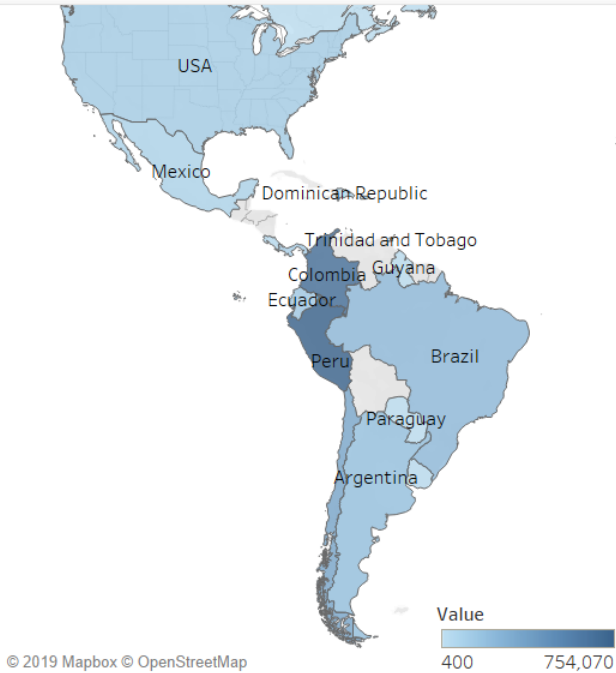 USA
Mexico
Dominican Republic
Trinidad and Tobago
Colombia
Guyana
Ecuador
Peru
Brazil
Paraguay
Argentina
Value
400
754,070
© 2019 Mapbox © OpenStreetMap